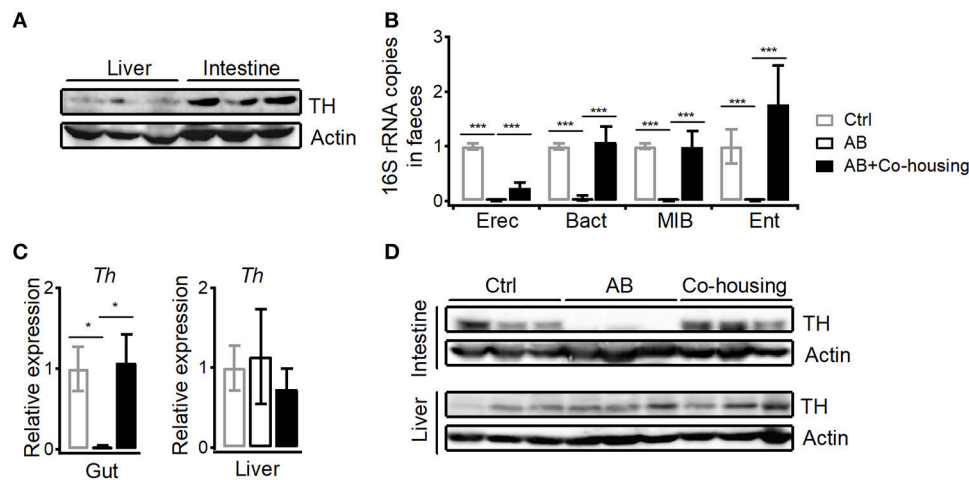 A
Liver Intestine
TH
Actin
B
16S rRNA copies
in faeces
3
2
1
0
*** *** *** *** *** *** *** ***
Erec Bact MIB Ent
Ctrl
AB
AB+Co-housing
C
Th
Relative expression
2
1
0
* *
Gut
Th
Relative expression
2
1
0
Liver
D
Ctrl AB Co-housing
Intestine
TH
Actin
Liver
TH
Actin